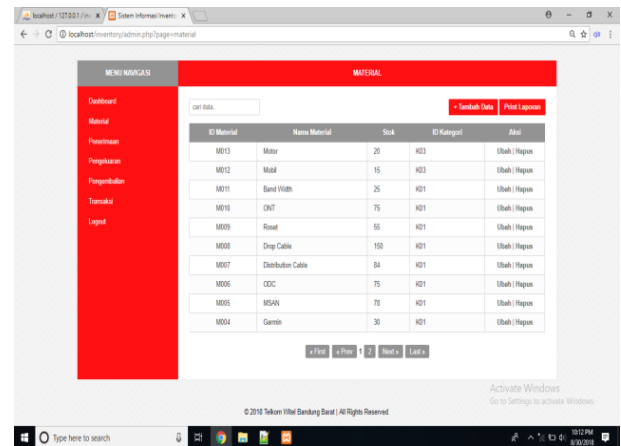 localhost / 127.0.0.1 / inv
Sistem Informasi Invento
localhost/inventory/admin.php?page=material
MENU NAVIGASI
MATERIAL
Dashboard
Material
Penerimaan
Pengeluaran
Pengembalian
Transaksi
Logout
cari data..
+ Tambah Data
Print Laporan
ID Material Nama Material Stok ID Kategori Aksi
M013 Motor 20 K03 Ubah | Hapus
M012 Mobil 15 K03 Ubah | Hapus
M011 Band Width 25 K01 Ubah | Hapus
M010 ONT 75 K01 Ubah | Hapus
M009 Roset 55 K01 Ubah | Hapus
M008 Drop Cable 150 K01 Ubah | Hapus
M007 Distribution Cable 84 K01 Ubah | Hapus
M006 ODC 75 K01 Ubah | Hapus
M005 MSAN 70 K01 Ubah | Hapus
M004 Garmin 30 K01 Ubah | Hapus
« First « Prev 1 2 Next » Last »
Activate Windows
Go to Settings to activate Windows.
© 2018 Telkom Witel Bandung Barat | All Rights Reserved.
Type here to search
10:12 PM
8/30/2018